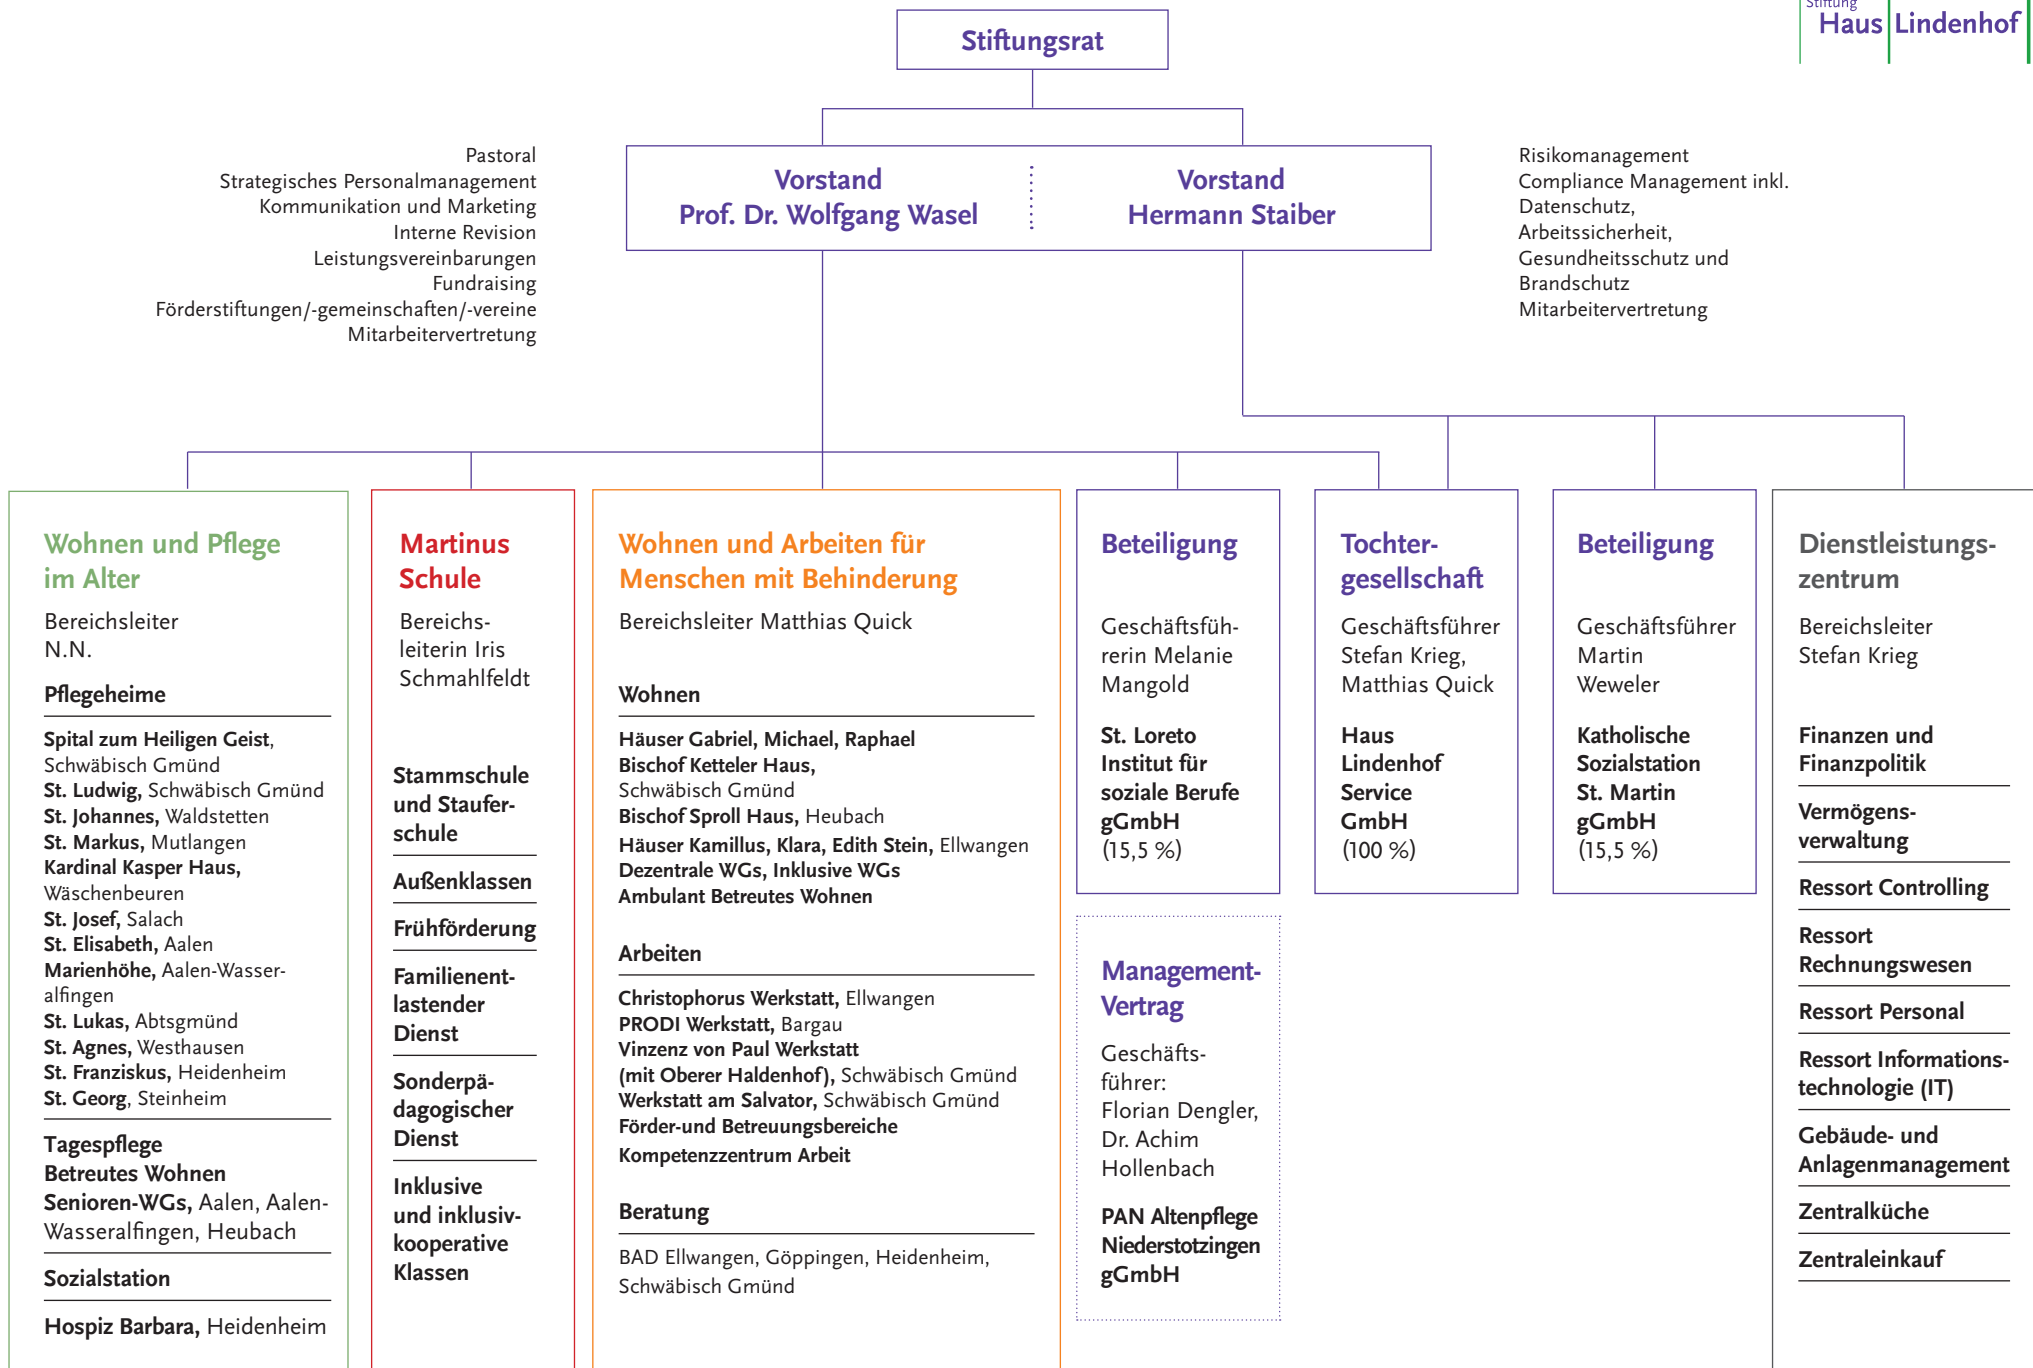 Stiftung
Haus Lindenhof
Stiftungsrat
Pastoral
Strategisches Personalmanagement
Kommunikation und Marketing
Interne Revision
Leistungsvereinbarungen
Fundraising
Förderstiftungen/-gemeinschaften/-vereine
Mitarbeitervertretung
Vorstand
Prof. Dr. Wolfgang Wasel
Vorstand
Hermann Staiber
Risikomanagement
Compliance Management inkl.
Datenschutz,
Arbeitssicherheit,
Gesundheitsschutz und
Brandschutz
Mitarbeitervertretung
Wohnen und Pflege
im Alter
Bereichsleiter
N.N.
Pflegeheime
Spital zum Heiligen Geist,
Schwäbisch Gmünd
St. Ludwig, Schwäbisch Gmünd
St. Johannes, Waldstetten
St. Markus, Mutlangen
Kardinal Kasper Haus,
Wäschenbeuren
St. Josef, Salach
St. Elisabeth, Aalen
Marienhöhe, Aalen-Wasser-
alfingen
St. Lukas, Abtsgmünd
St. Agnes, Westhausen
St. Franziskus, Heidenheim
St. Georg, Steinheim
Tagespflege
Betreutes Wohnen
Senioren-WGs, Aalen, Aalen-
Wasseralfingen, Heubach
Sozialstation
Hospiz Barbara, Heidenheim
Martinus
Schule
Bereichs-
leiterin Iris
Schmahlfeldt
Stammschule
und Staufer-
schule
Außenklassen
Frühförderung
Familienent-
lastender
Dienst
Sonderpä-
dagogischer
Dienst
Inklusive
und inklusiv-
kooperative
Klassen
Wohnen und Arbeiten für
Menschen mit Behinderung
Bereichsleiter Matthias Quick
Wohnen
Häuser Gabriel, Michael, Raphael
Bischof Ketteler Haus,
Schwäbisch Gmünd
Bischof Sproll Haus, Heubach
Häuser Kamillus, Klara, Edith Stein, Ellwangen
Dezentrale WGs, Inklusive WGs
Ambulant Betreutes Wohnen
Arbeiten
Christophorus Werkstatt, Ellwangen
PRODI Werkstatt, Bargau
Vinzenz von Paul Werkstatt
(mit Oberer Haldenhof), Schwäbisch Gmünd
Werkstatt am Salvator, Schwäbisch Gmünd
Förder-und Betreuungsbereiche
Kompetenzzentrum Arbeit
Beratung
BAD Ellwangen, Göppingen, Heidenheim,
Schwäbisch Gmünd
Beteiligung
Geschäftsfüh-
rerin Melanie
Mangold
St. Loreto
Institut für
soziale Berufe
gGmbH
(15,5 %)
Management-
Vertrag
Geschäfts-
führer:
Florian Dengler,
Dr. Achim
Hollenbach
PAN Altenpflege
Niederstotzingen
gGmbH
Tochter-
gesellschaft
Geschäftsführer
Stefan Krieg,
Matthias Quick
Haus
Lindenhof
Service
GmbH
(100 %)
Beteiligung
Geschäftsführer
Martin
Weweler
Katholische
Sozialstation
St. Martin
gGmbH
(15,5 %)
Dienstleistungs-
zentrum
Bereichsleiter
Stefan Krieg
Finanzen und
Finanzpolitik
Vermögens-
verwaltung
Ressort Controlling
Ressort
Rechnungswesen
Ressort Personal
Ressort Informations-
technologie (IT)
Gebäude- und
Anlagenmanagement
Zentralküche
Zentraleinkauf